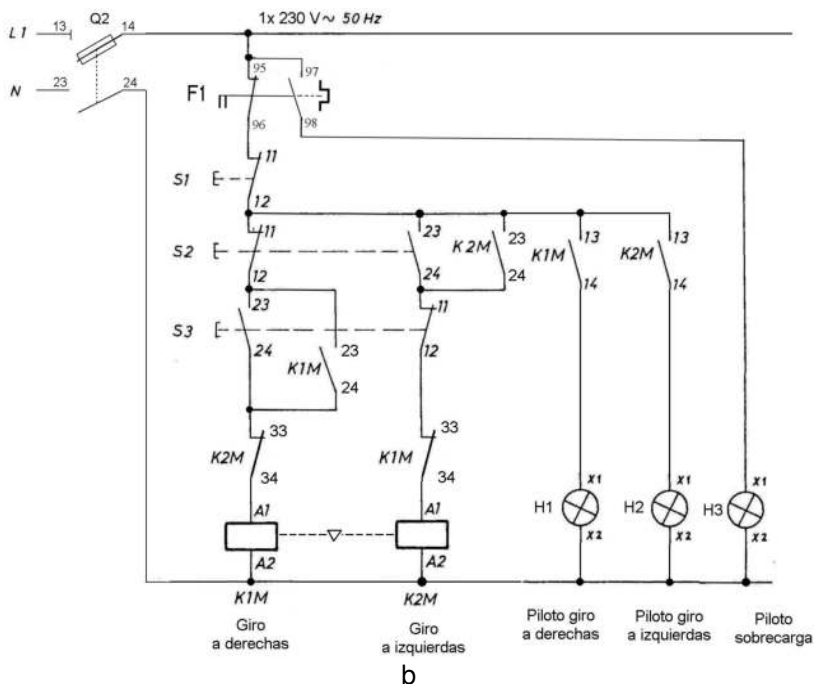 Q2 1x 230 V~ 50 Hz
L1 13 14
95 97
N 23 24
F1
96 98
11
S1
12
11 23 23 13 13
S2 K2M K1M K2M
12 24 24 14 14
23 11
S3
24 23 12
K1M
24
33 33
K2M K1M
34 34
A1 A1 X1 X1 X1
H1 H2 H3
X2 X2 X2
A2 A2
K1M K2M
Giro Giro Piloto giro Piloto giro Piloto
a derechas a izquierdas a derechas a izquierdas sobrecarga
b